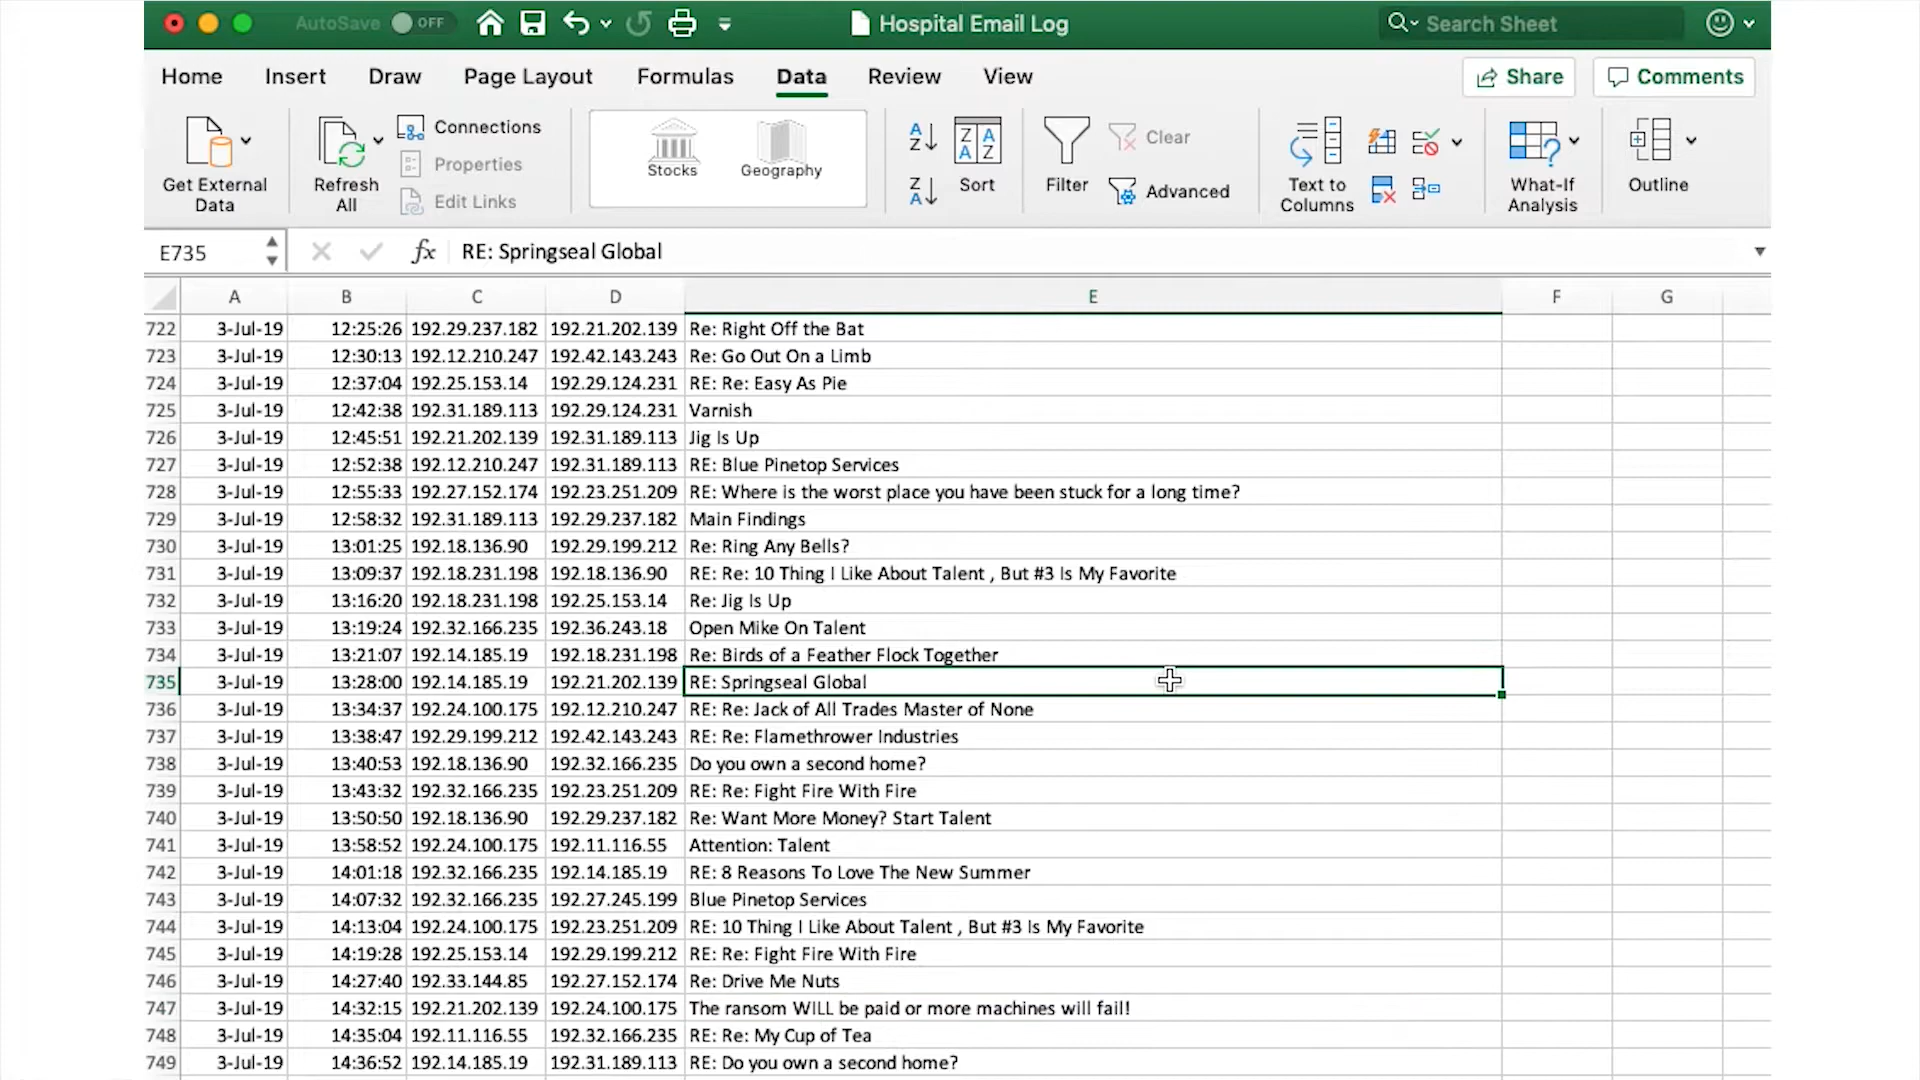 AutoSave OFF Hospital Email Log Search Sheet
Home Insert Draw Page Layout Formulas Data Review View Share Comments
Get External Data Refresh All Connections Properties Edit Links Stocks Geography A Z Z A Z A A Z Sort Filter Clear Advanced Text to Columns What-If Analysis Outline
E735 fx RE: Springseal Global
A B C D E F G
722 3-Jul-19 12:25:26 192.29.237.182 192.21.202.139 Re: Right Off the Bat
723 3-Jul-19 12:30:13 192.12.210.247 192.42.143.243 Re: Go Out On a Limb
724 3-Jul-19 12:37:04 192.25.153.14 192.29.124.231 RE: Re: Easy As Pie
725 3-Jul-19 12:42:38 192.31.189.113 192.29.124.231 Varnish
726 3-Jul-19 12:45:51 192.21.202.139 192.31.189.113 Jig Is Up
727 3-Jul-19 12:52:38 192.12.210.247 192.31.189.113 RE: Blue Pinetop Services
728 3-Jul-19 12:55:33 192.27.152.174 192.23.251.209 RE: Where is the worst place you have been stuck for a long time?
729 3-Jul-19 12:58:32 192.31.189.113 192.29.237.182 Main Findings
730 3-Jul-19 13:01:25 192.18.136.90 192.29.199.212 Re: Ring Any Bells?
731 3-Jul-19 13:09:37 192.18.231.198 192.18.136.90 RE: Re: 10 Thing I Like About Talent , But #3 Is My Favorite
732 3-Jul-19 13:16:20 192.18.231.198 192.25.153.14 Re: Jig Is Up
733 3-Jul-19 13:19:24 192.32.166.235 192.36.243.18 Open Mike On Talent
734 3-Jul-19 13:21:07 192.14.185.19 192.18.231.198 Re: Birds of a Feather Flock Together
735 3-Jul-19 13:28:00 192.14.185.19 192.21.202.139 RE: Springseal Global
736 3-Jul-19 13:34:37 192.24.100.175 192.12.210.247 RE: Re: Jack of All Trades Master of None
737 3-Jul-19 13:38:47 192.29.199.212 192.42.143.243 RE: Re: Flamethrower Industries
738 3-Jul-19 13:40:53 192.18.136.90 192.32.166.235 Do you own a second home?
739 3-Jul-19 13:43:32 192.32.166.235 192.23.251.209 RE: Re: Fight Fire With Fire
740 3-Jul-19 13:50:50 192.18.136.90 192.29.237.182 Re: Want More Money? Start Talent
741 3-Jul-19 13:58:52 192.24.100.175 192.11.116.55 Attention: Talent
742 3-Jul-19 14:01:18 192.32.166.235 192.14.185.19 RE: 8 Reasons To Love The New Summer
743 3-Jul-19 14:07:32 192.32.166.235 192.27.245.199 Blue Pinetop Services
744 3-Jul-19 14:13:04 192.24.100.175 192.23.251.209 RE: 10 Thing I Like About Talent , But #3 Is My Favorite
745 3-Jul-19 14:19:28 192.25.153.14 192.29.199.212 RE: Re: Fight Fire With Fire
746 3-Jul-19 14:27:40 192.33.144.85 192.27.152.174 Re: Drive Me Nuts
747 3-Jul-19 14:32:15 192.21.202.139 192.24.100.175 The ransom WILL be paid or more machines will fail!
748 3-Jul-19 14:35:04 192.11.116.55 192.32.166.235 RE: Re: My Cup of Tea
749 3-Jul-19 14:36:52 192.14.185.19 192.31.189.113 RE: Do you own a second home?